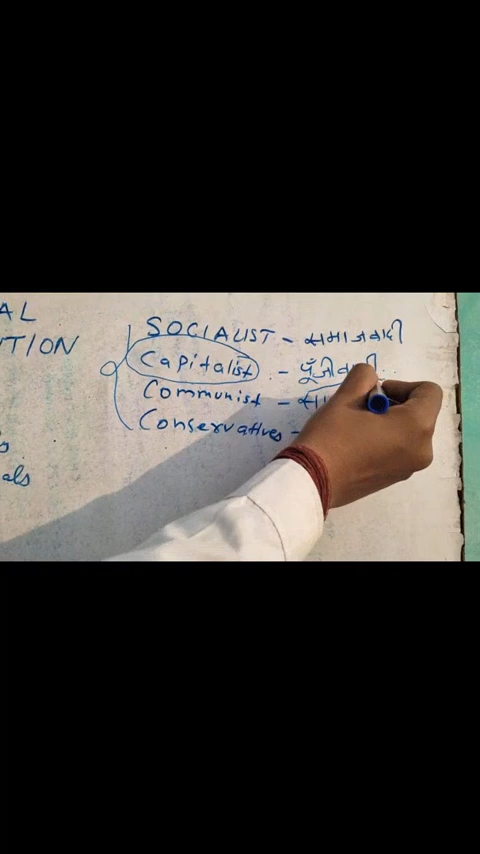 AL
SOCIALIST - समाजवादी
TION
Capitalist - पूँजीवादी
Communist -
Conservatives -
als